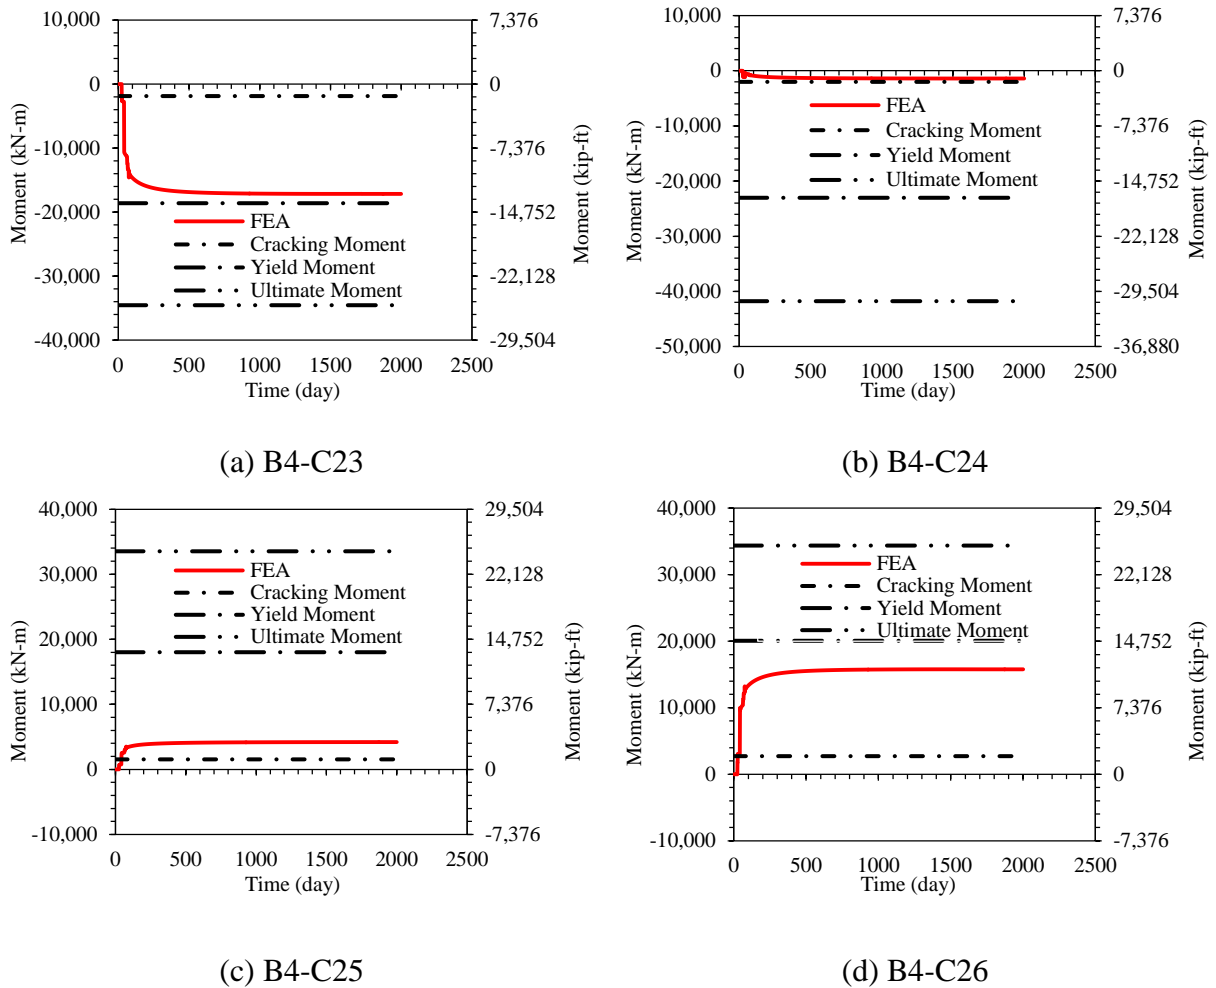 10,000
0
-10,000
-20,000
-30,000
-40,000
Moment (kN-m)
7,376
0
-7,376
-14,752
-22,128
-29,504
Moment (kip-ft)
FEA
Cracking Moment
Yield Moment
Ultimate Moment
0 500 1000 1500 2000 2500
Time (day)
(a) B4-C23
10,000
0
-10,000
-20,000
-30,000
-40,000
-50,000
Moment (kN-m)
7,376
0
-7,376
-14,752
-22,128
-29,504
-36,880
Moment (kip-ft)
FEA
Cracking Moment
Yield Moment
Ultimate Moment
0 500 1000 1500 2000 2500
Time (day)
(b) B4-C24
40,000
30,000
20,000
10,000
0
-10,000
Moment (kN-m)
29,504
22,128
14,752
7,376
0
-7,376
Moment (kip-ft)
FEA
Cracking Moment
Yield Moment
Ultimate Moment
0 500 1000 1500 2000 2500
Time (day)
(c) B4-C25
40,000
30,000
20,000
10,000
0
-10,000
Moment (kN-m)
29,504
22,128
14,752
7,376
0
-7,376
Moment (kip-ft)
FEA
Cracking Moment
Yield Moment
Ultimate Moment
0 500 1000 1500 2000 2500
Time (day)
(d) B4-C26